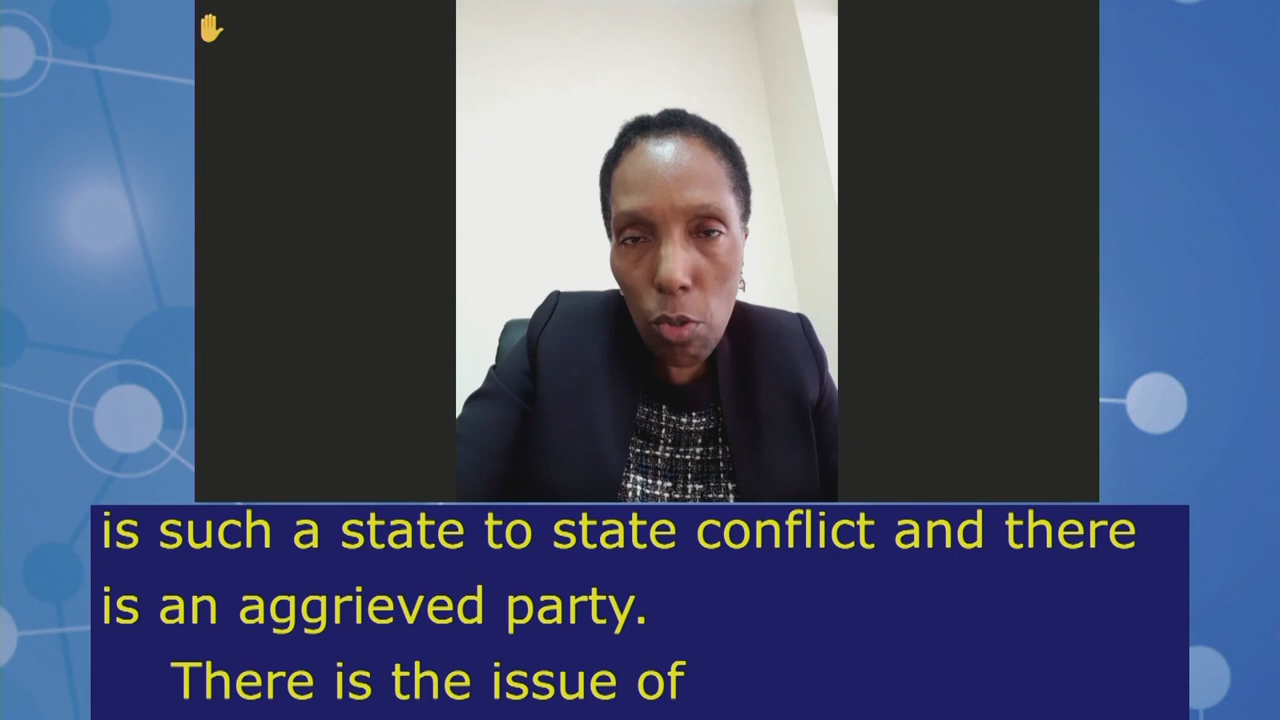 is such a state to state conflict and there
is an aggrieved party.
There is the issue of